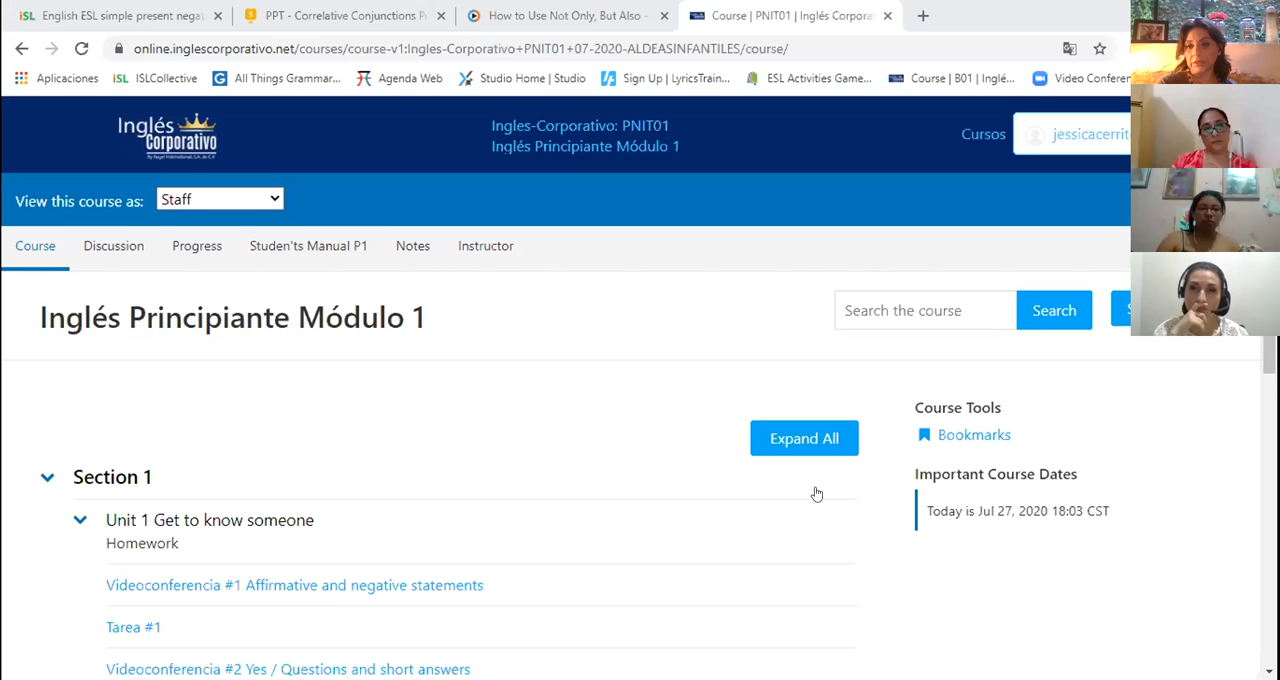 English ESL simple present nega
PPT - Correlative Conjunctions P
How to Use Not Only, But Also -
Course | PNIT01 | Inglés Corpora
online.inglescorporativo.net/courses/course-v1:Ingles-Corporativo+PNIT01+07-2020-ALDEASINFANTILES/course/
Aplicaciones
ISLCollective
All Things Grammar...
Agenda Web
Studio Home | Studio
Sign Up | LyricsTrain...
ESL Activities Game...
Course | B01 | Inglé...
Video Conferen
Inglés
Corporativo
Ingles-Corporativo: PNIT01
Inglés Principiante Módulo 1
Cursos
jessicacerrit
View this course as:
Staff
Course
Discussion
Progress
Studen'ts Manual P1
Notes
Instructor
Inglés Principiante Módulo 1
Search the course
Search
Expand All
Course Tools
Bookmarks
Important Course Dates
Today is Jul 27, 2020 18:03 CST
Section 1
Unit 1 Get to know someone
Homework
Videoconferencia #1 Affirmative and negative statements
Tarea #1
Videoconferencia #2 Yes / Questions and short answers